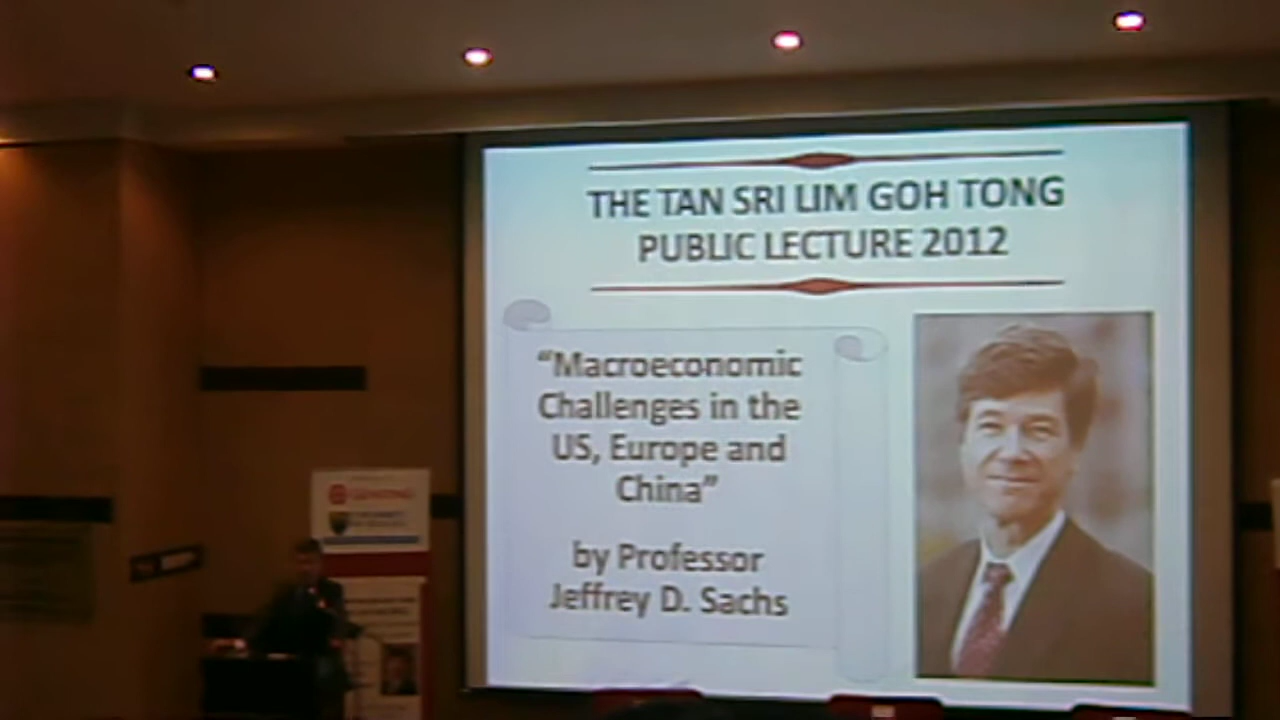 THE TAN SRI LIM GOH TONG
PUBLIC LECTURE 2012
“Macroeconomic
Challenges in the
US, Europe and
China”
by Professor
Jeffrey D. Sachs
GENTING